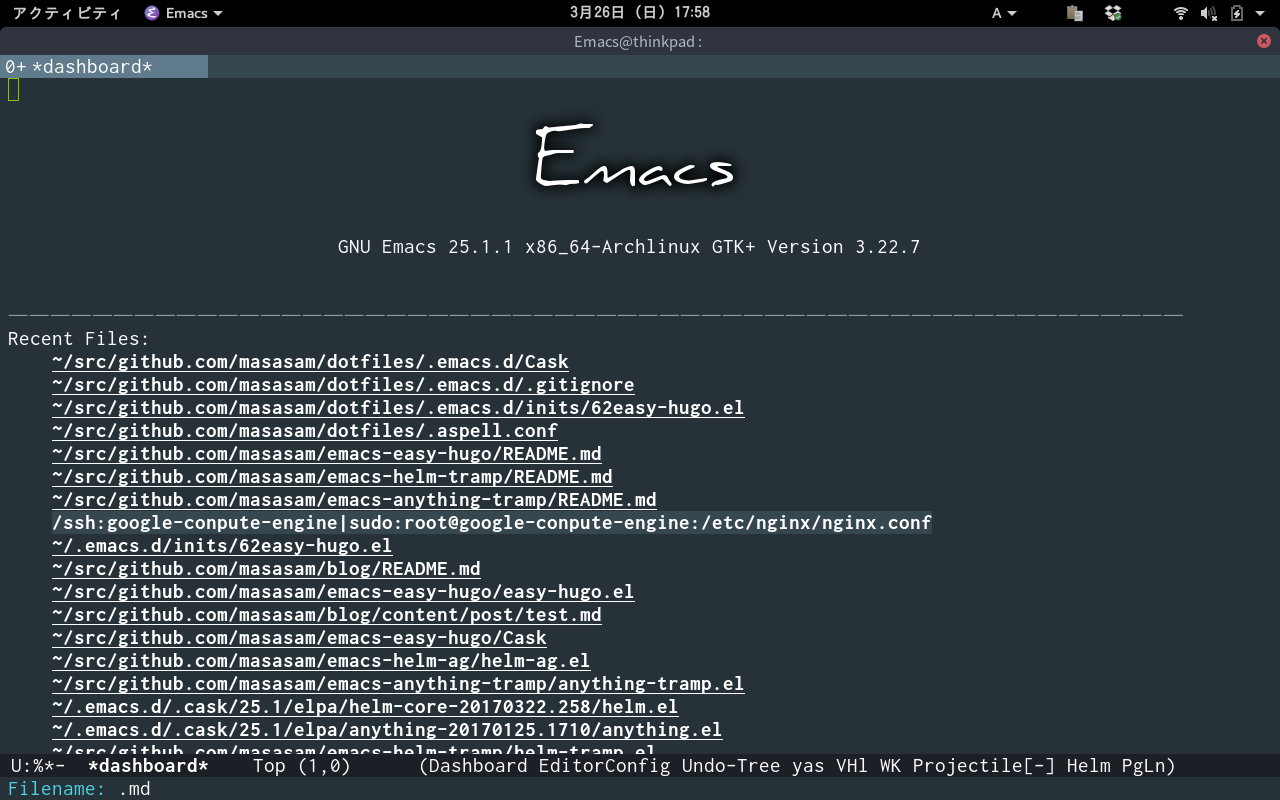 アクティビティ Emacs 3月26日 (日) 17:58 A
Emacs@thinkpad:
0+ *dashboard*
Emacs
GNU Emacs 25.1.1 x86_64-Archlinux GTK+ Version 3.22.7
Recent Files:
~/src/github.com/masasam/dotfiles/.emacs.d/Cask
~/src/github.com/masasam/dotfiles/.emacs.d/.gitignore
~/src/github.com/masasam/dotfiles/.emacs.d/inits/62easy-hugo.el
~/src/github.com/masasam/dotfiles/.aspell.conf
~/src/github.com/masasam/emacs-easy-hugo/README.md
~/src/github.com/masasam/emacs-helm-tramp/README.md
~/src/github.com/masasam/emacs-anything-tramp/README.md
/ssh:google-conpute-engine|sudo:root@google-conpute-engine:/etc/nginx/nginx.conf
~/.emacs.d/inits/62easy-hugo.el
~/src/github.com/masasam/blog/README.md
~/src/github.com/masasam/emacs-easy-hugo/easy-hugo.el
~/src/github.com/masasam/blog/content/post/test.md
~/src/github.com/masasam/emacs-easy-hugo/Cask
~/src/github.com/masasam/emacs-helm-ag/helm-ag.el
~/src/github.com/masasam/emacs-anything-tramp/anything-tramp.el
~/.emacs.d/.cask/25.1/elpa/helm-core-20170322.258/helm.el
~/.emacs.d/.cask/25.1/elpa/anything-20170125.1710/anything.el
~/src/github.com/masasam/emacs-helm-tramp/helm-tramp.el
U:%*-  *dashboard*    Top (1,0)      (Dashboard EditorConfig Undo-Tree yas VHl WK Projectile[-] Helm PgLn)
Filename: .md